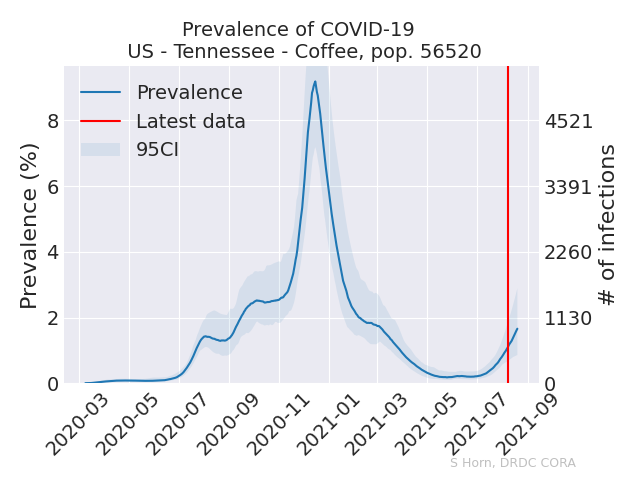 Prevalence of COVID-19
US - Tennessee - Coffee, pop. 56520
Prevalence
Latest data
95CI
Prevalence (%)
8
6
4
2
0
4521
3391
2260
1130
0
# of infections
2020-03
2020-05
2020-07
2020-09
2020-11
2021-01
2021-03
2021-05
2021-07
2021-09
S Horn, DRDC CORA